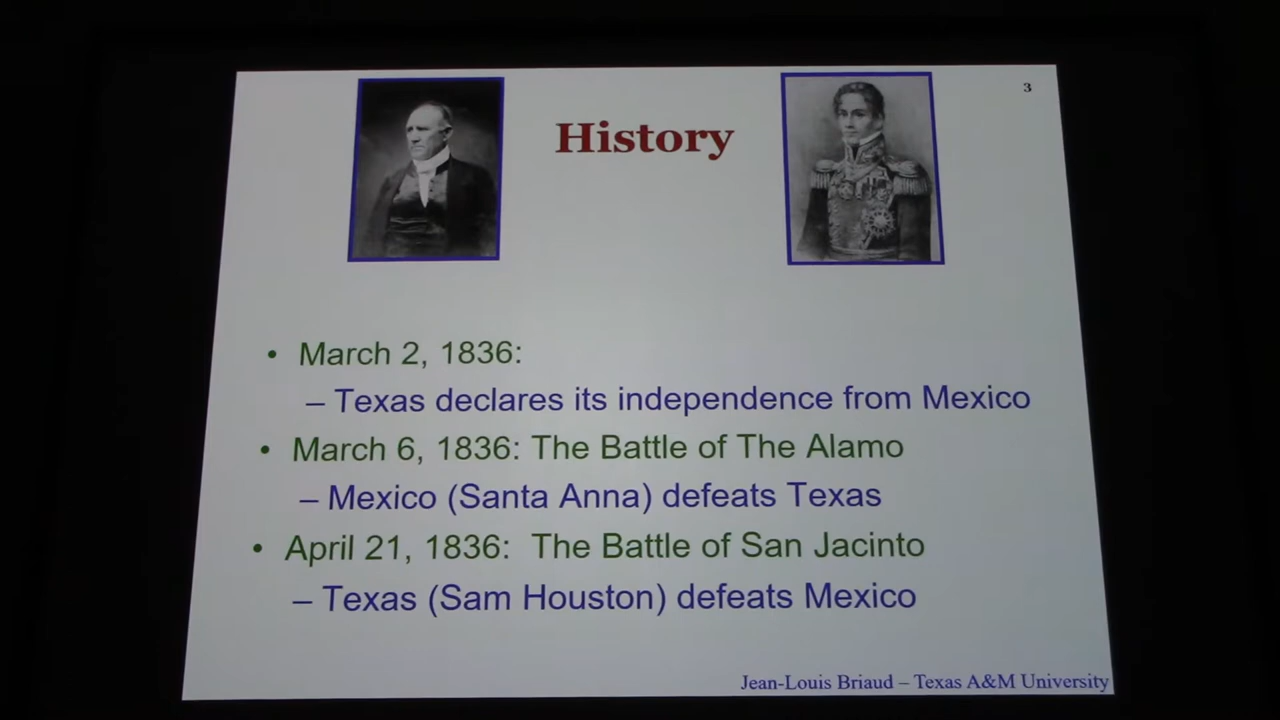 3
History
• March 2, 1836:
– Texas declares its independence from Mexico
• March 6, 1836: The Battle of The Alamo
– Mexico (Santa Anna) defeats Texas
• April 21, 1836: The Battle of San Jacinto
– Texas (Sam Houston) defeats Mexico
Jean-Louis Briaud – Texas A&M University